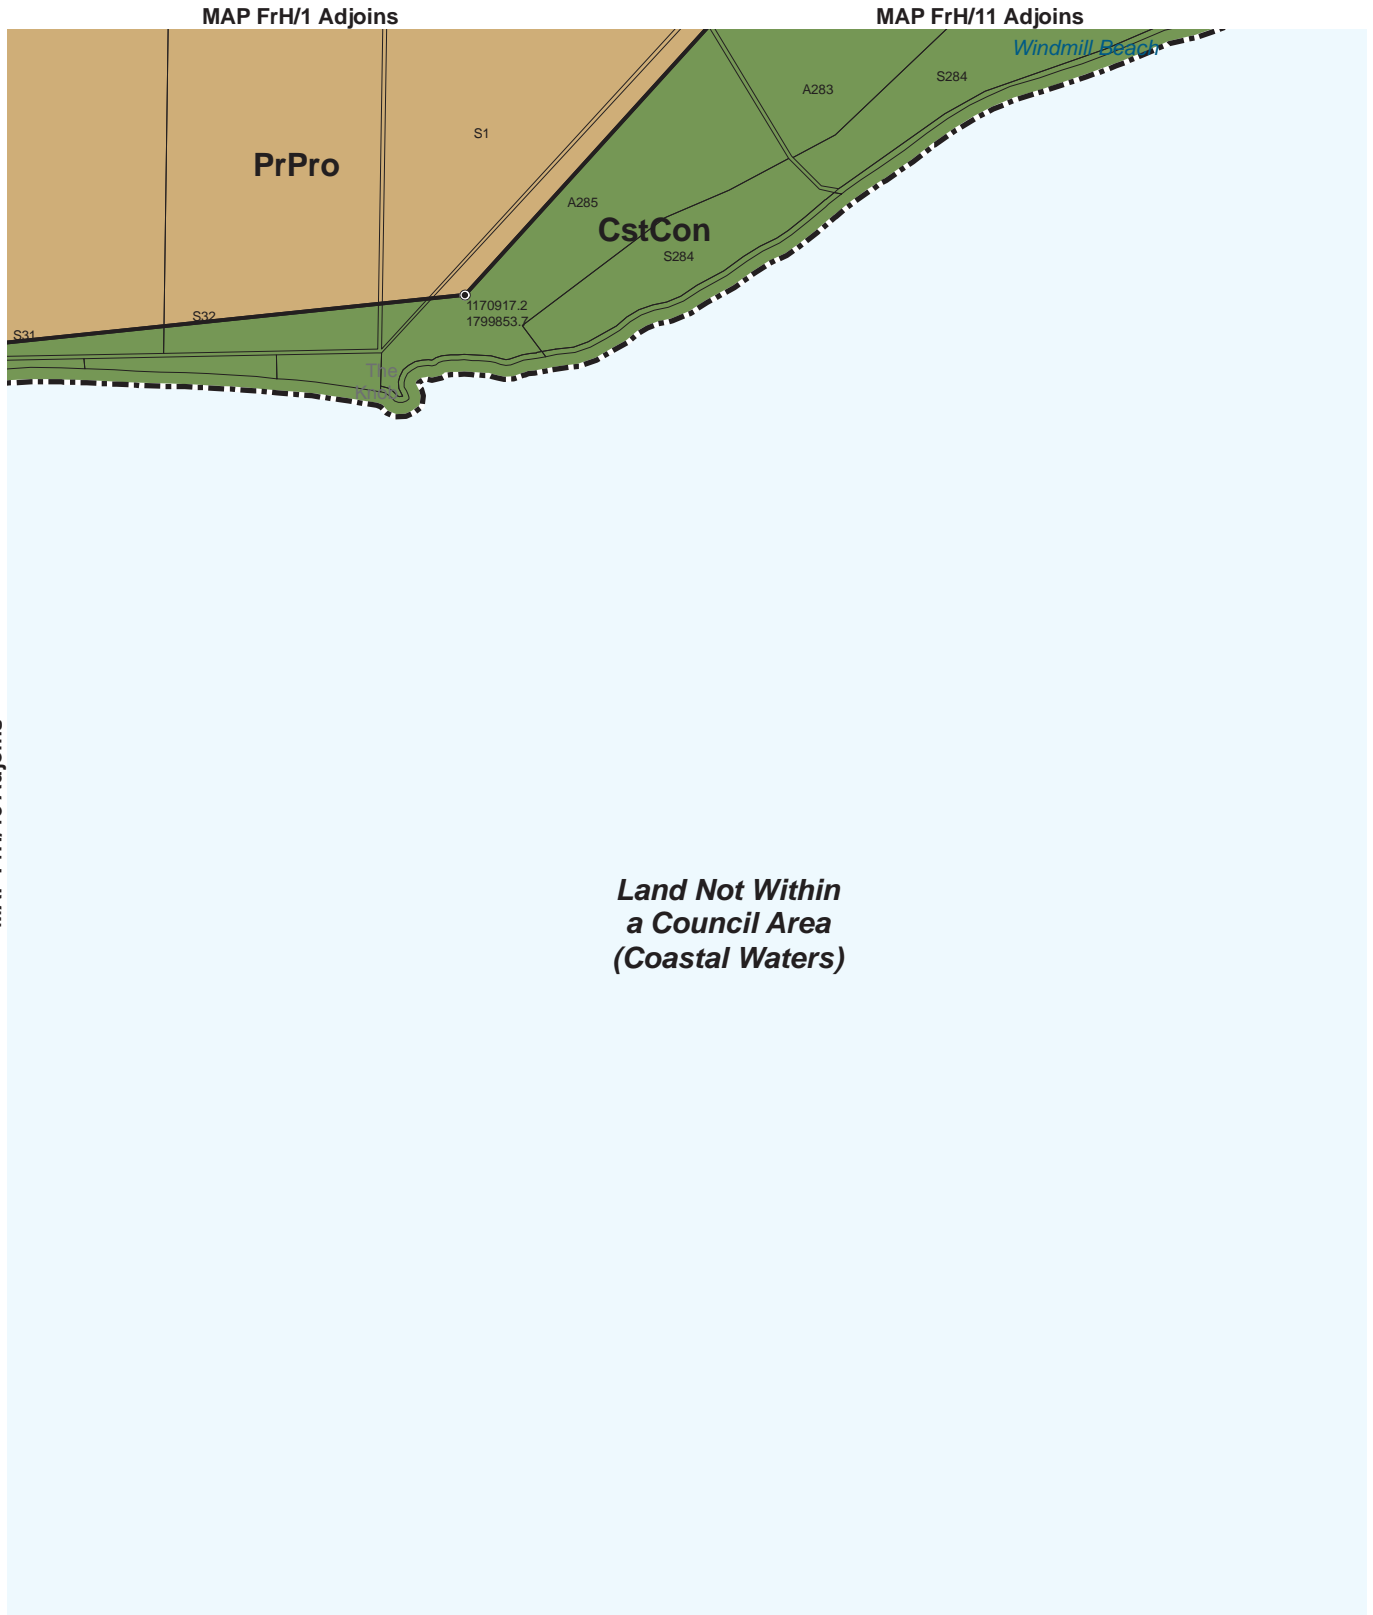 MAP FrH/1 Adjoins
MAP FrH/11 Adjoins
Windmill Beach
S284
A283
S1
PrPro
A285
CstCon
S284
1170917.2
1799853.7
S32
S31
The
Knob
Land Not Within
a Council Area
(Coastal Waters)